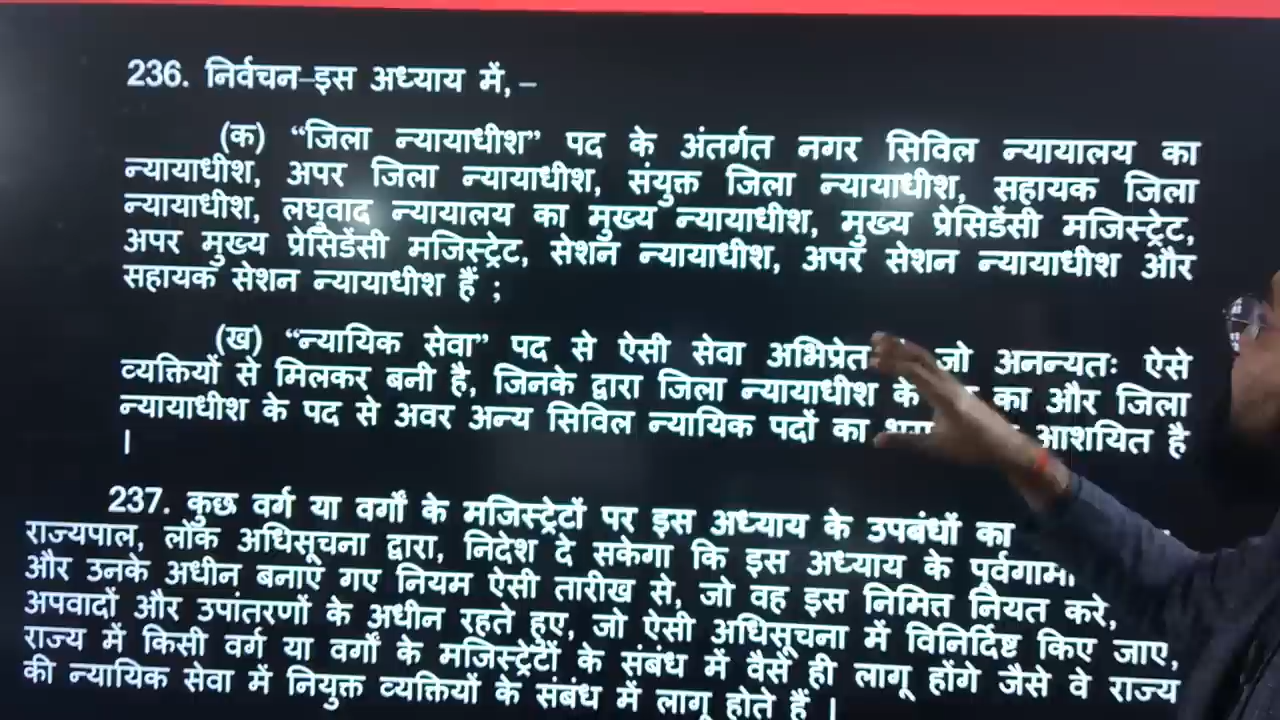 236. निर्वचन–इस अध्याय में,–
(क) “जिला न्यायाधीश” पद के अंतर्गत नगर सिविल न्यायालय का
न्यायाधीश, अपर जिला न्यायाधीश, संयुक्त जिला न्यायाधीश, सहायक जिला
न्यायाधीश, लघुवाद न्यायालय का मुख्य न्यायाधीश, मुख्य प्रेसिडेंसी मजिस्ट्रेट,
अपर मुख्य प्रेसिडेंसी मजिस्ट्रेट, सेशन न्यायाधीश, अपर सेशन न्यायाधीश और
सहायक सेशन न्यायाधीश हैं ;
(ख) “न्यायिक सेवा” पद से ऐसी सेवा अभिप्रेत जो अनन्यतः ऐसे
व्यक्तियों से मिलकर बनी है, जिनके द्वारा जिला न्यायाधीश के का और जिला
न्यायाधीश के पद से अवर अन्य सिविल न्यायिक पदों का आशयित है
।
237. कुछ वर्ग या वर्गों के मजिस्ट्रेटों पर इस अध्याय के उपबंधों का
राज्यपाल, लोक अधिसूचना द्वारा, निदेश दे सकेगा कि इस अध्याय के
और उनके अधीन बनाए गए नियम ऐसी तारीख से, जो वह इस निमित्त नियत करे,
अपवादों और उपांतरणों के अधीन रहते हुए, जो ऐसी अधिसूचना में विनिर्दिष्ट किए जाए,
राज्य में किसी वर्ग या वर्गों के मजिस्ट्रेटों के संबंध में वैसे ही लागू होंगे जैसे वे राज्य
की न्यायिक सेवा में नियुक्त व्यक्तियों के संबंध में लागू होते हैं ।